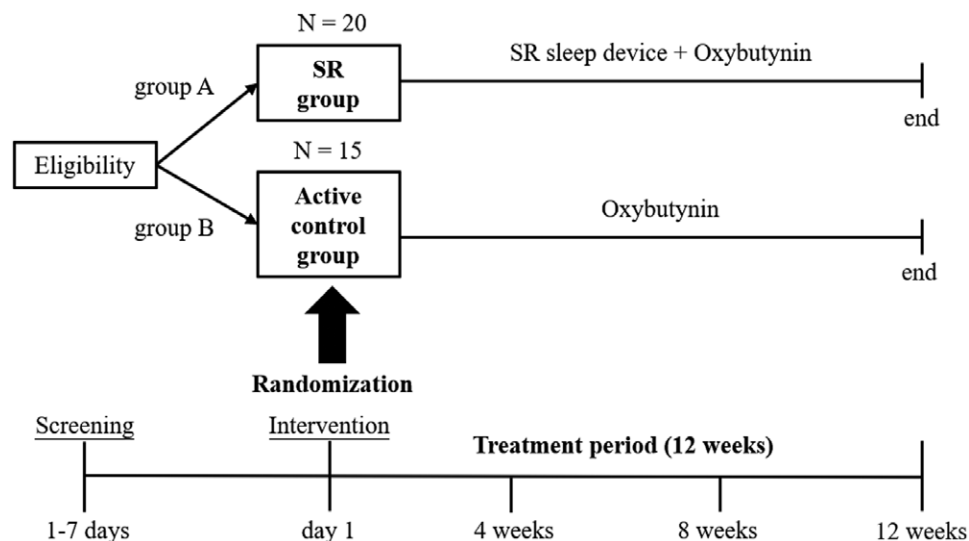 N = 20
SR
group
SR sleep device + Oxybutynin
end
group A
Eligibility
group B
N = 15
Active
control
group
Oxybutynin
end
Randomization
Screening
Intervention
Treatment period (12 weeks)
1-7 days
day 1
4 weeks
8 weeks
12 weeks